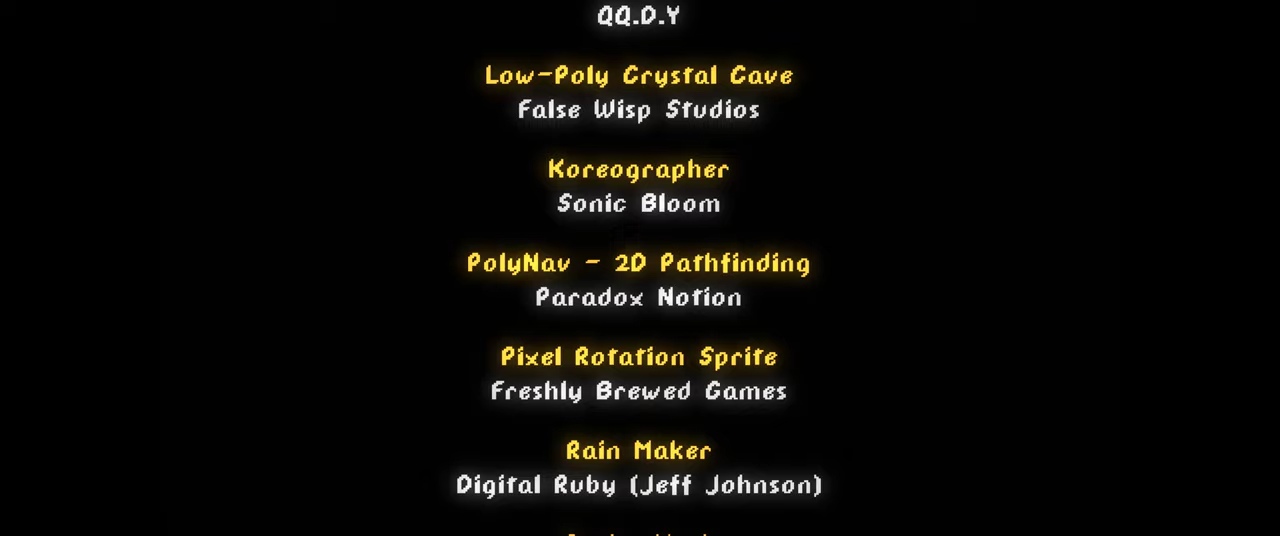 QQ.D.Y
Low-Poly Crystal Cave
False Wisp Studios
Koreographer
Sonic Bloom
PolyNav - 2D Pathfinding
Paradox Notion
Pixel Rotation Sprite
Freshly Brewed Games
Rain Maker
Digital Ruby (Jeff Johnson)